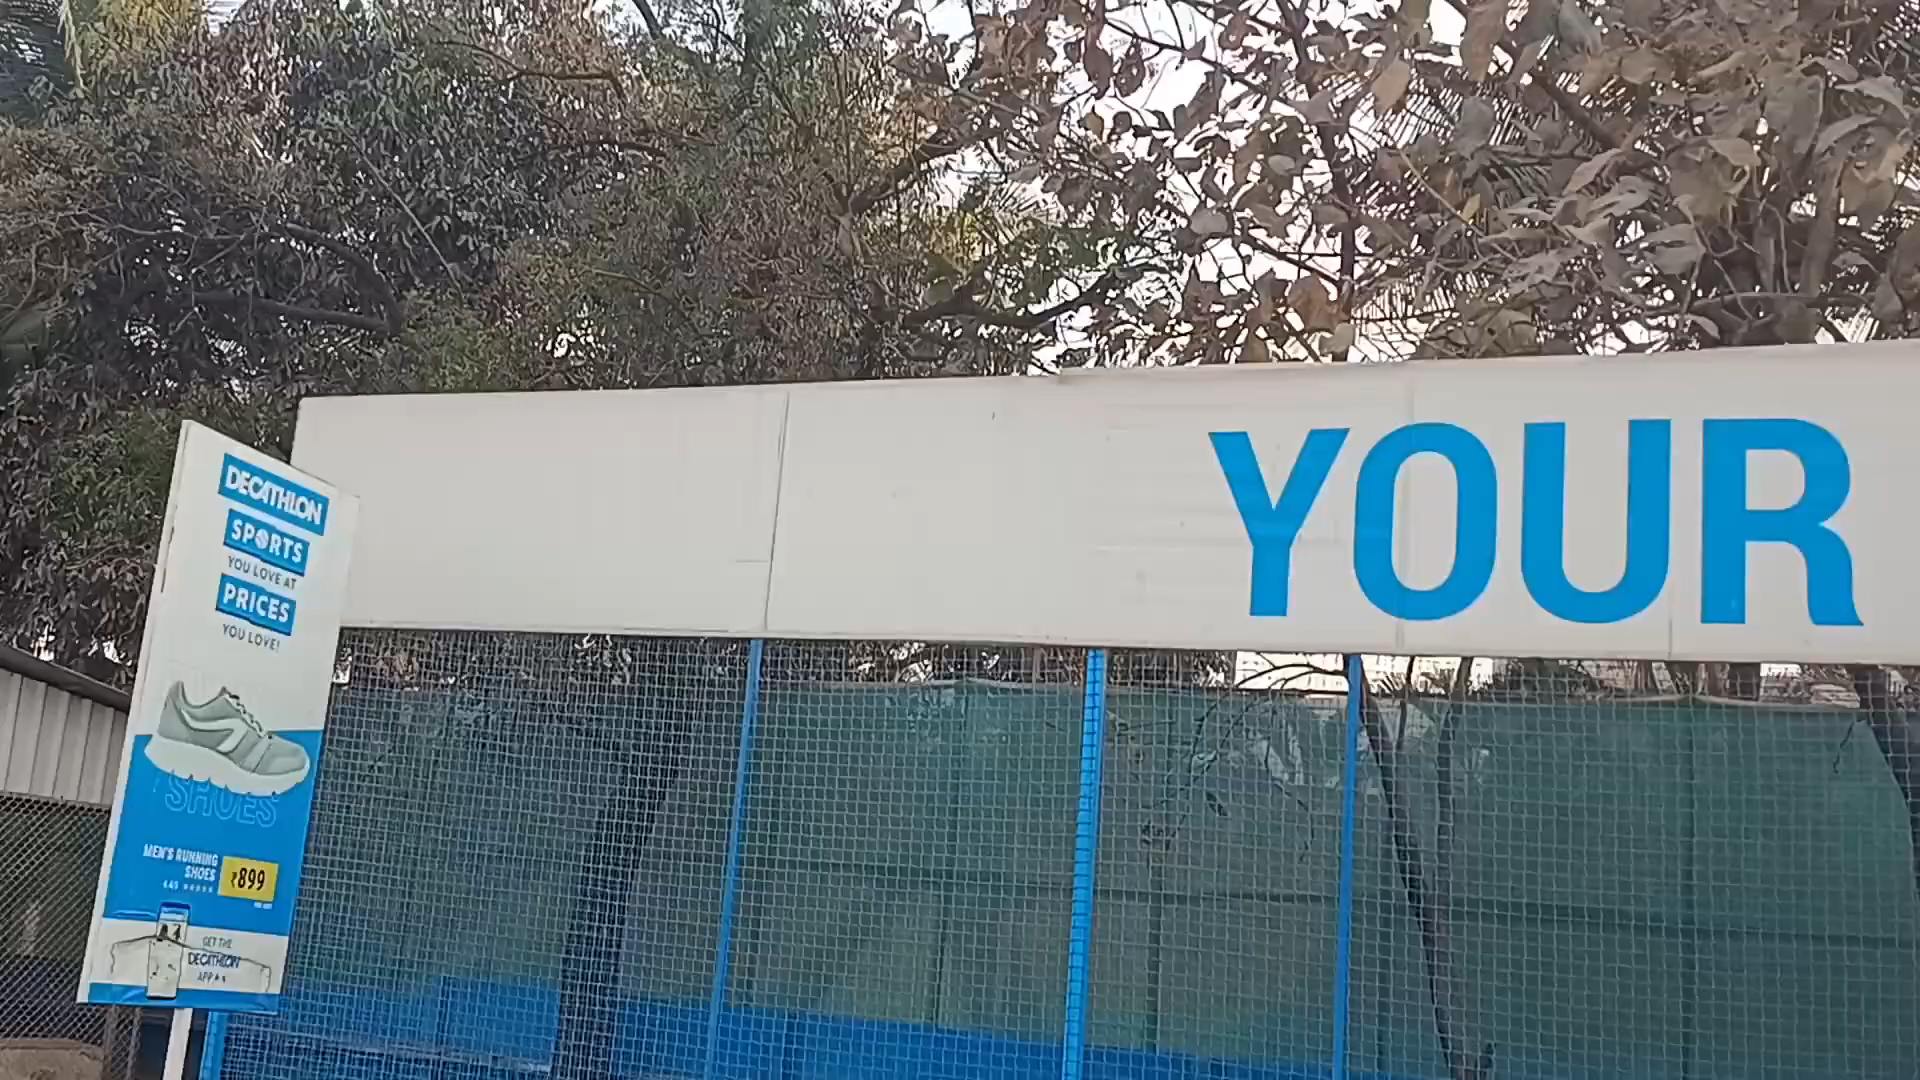 DECATHLON
SPORTS
YOU LOVE AT
PRICES
YOU LOVE!
SHOES
MEN'S RUNNING
SHOES
₹899
GET THE
DECATHLON
APP
YOUR